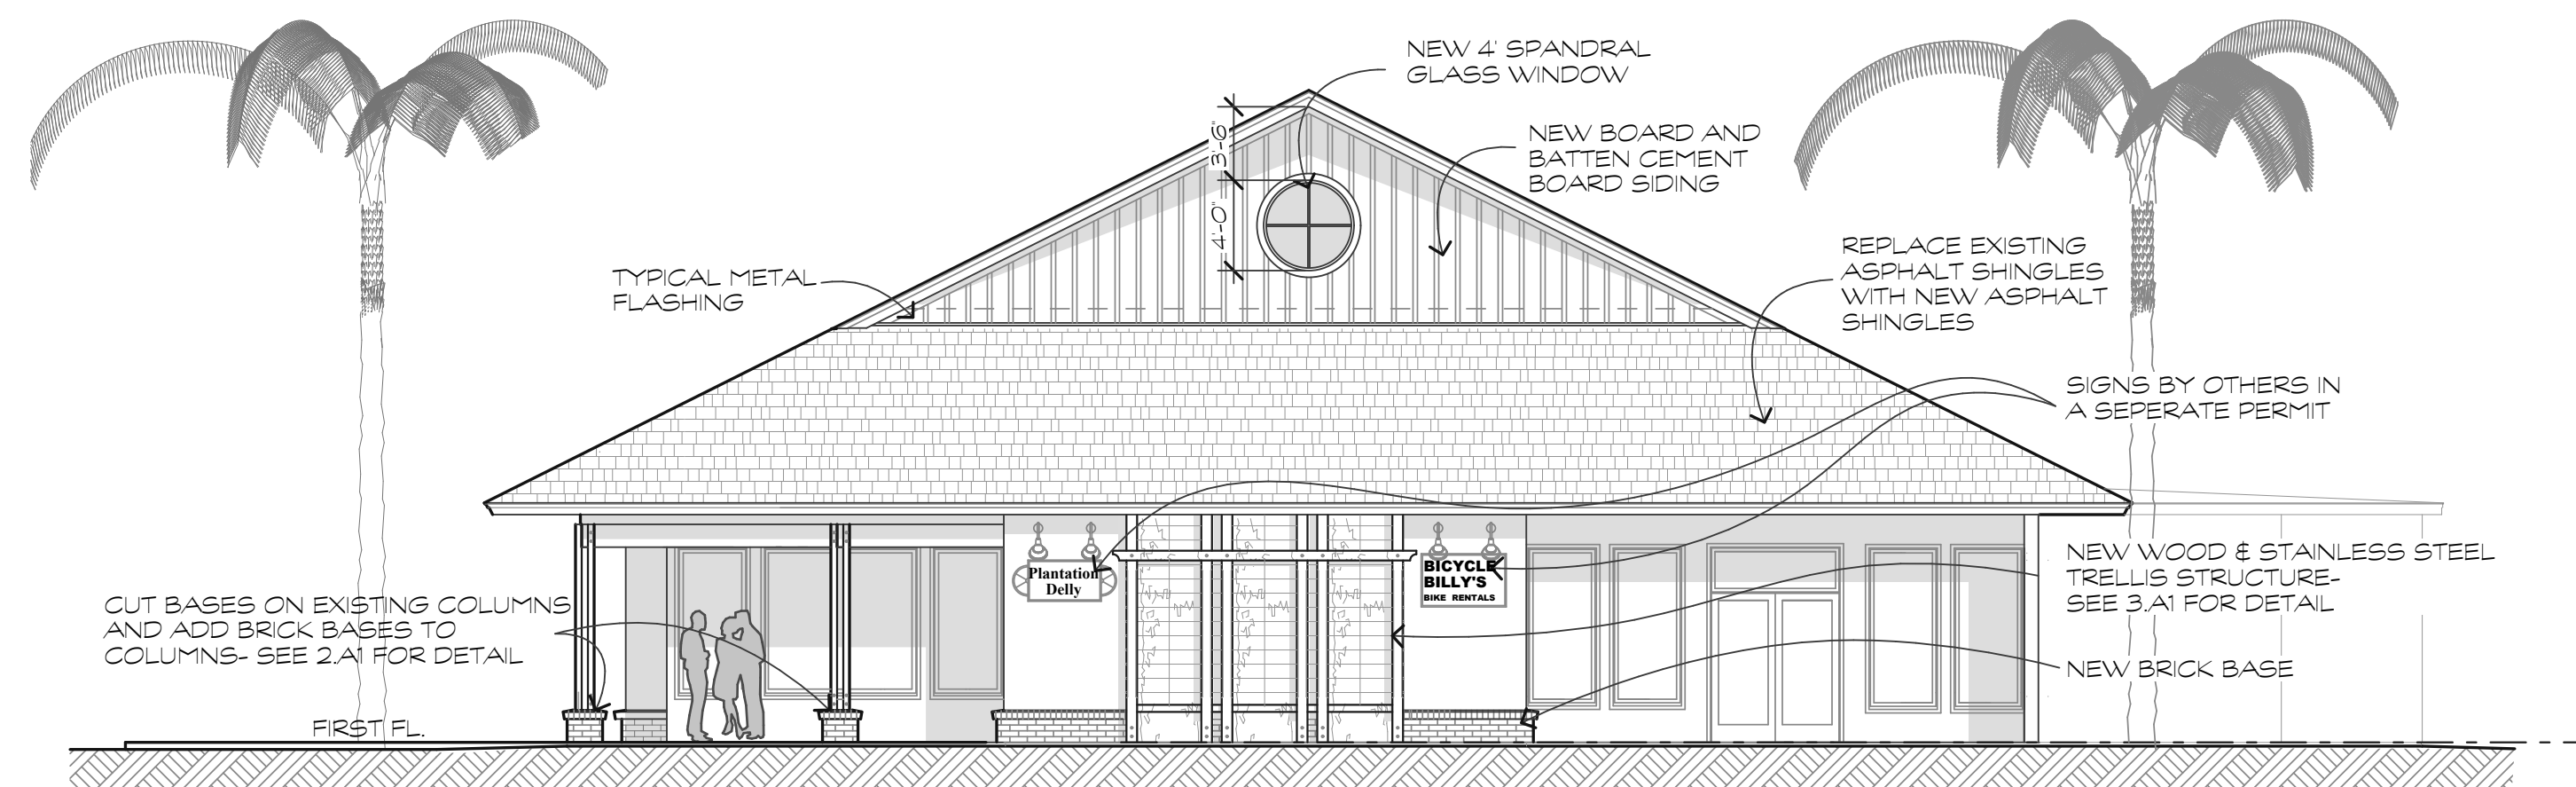 NEW 4' SPANDRAL
GLASS WINDOW
3'-6"
NEW BOARD AND
BATTEN CEMENT
BOARD SIDING
4'-0"
TYPICAL METAL
FLASHING
REPLACE EXISTING
ASPHALT SHINGLES
WITH NEW ASPHALT
SHINGLES
SIGNS BY OTHERS IN
A SEPERATE PERMIT
Plantation
Delly
BICYCLE
BILLY'S
BIKE RENTALS
NEW WOOD & STAINLESS STEEL
TRELLIS STRUCTURE-
SEE 3.A1 FOR DETAIL
CUT BASES ON EXISTING COLUMNS
AND ADD BRICK BASES TO
COLUMNS- SEE 2.A1 FOR DETAIL
NEW BRICK BASE
FIRST FL.